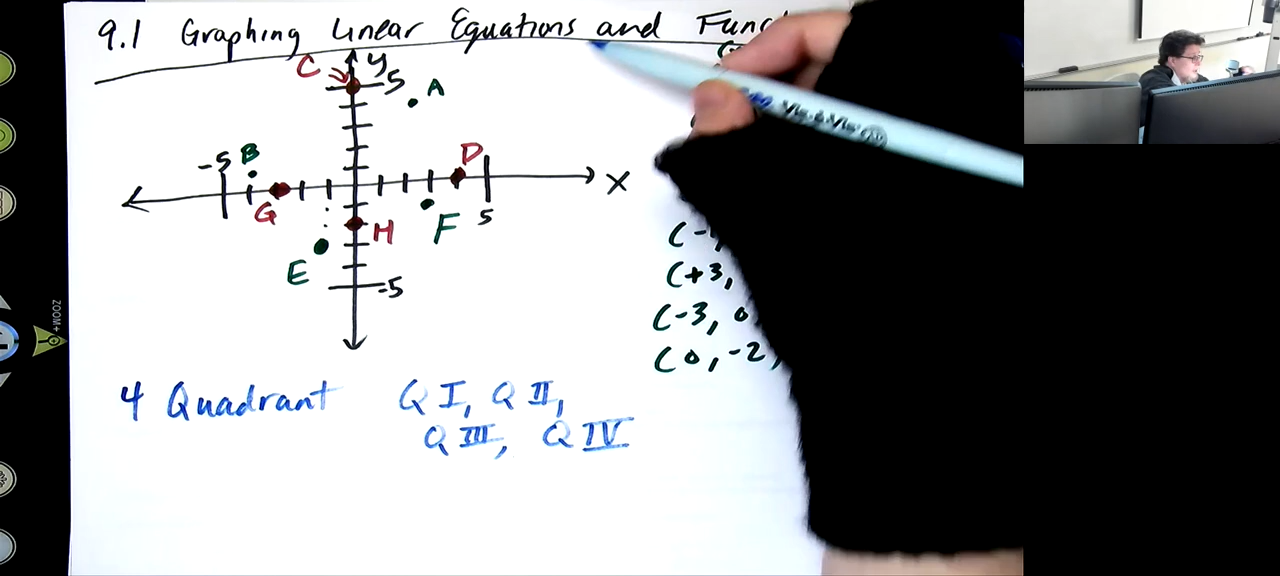 9.1 Graphing Linear Equations and Func
C y 5 A
-5 B D
x
G H F 5
E
-5
(-
(+3,
(-3, 0
(0, -2,
4 Quadrant Q I, Q II,
Q III, Q IV
ZOOM+